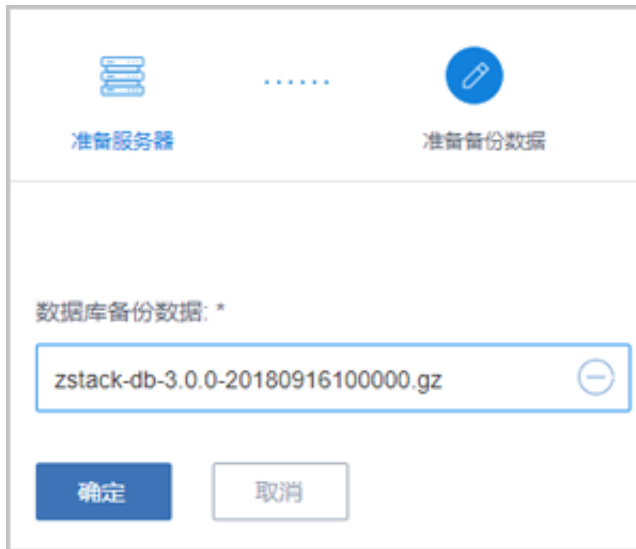 准备服务器
准备备份数据
数据库备份数据: *
zstack-db-3.0.0-20180916100000.gz
确定
取消